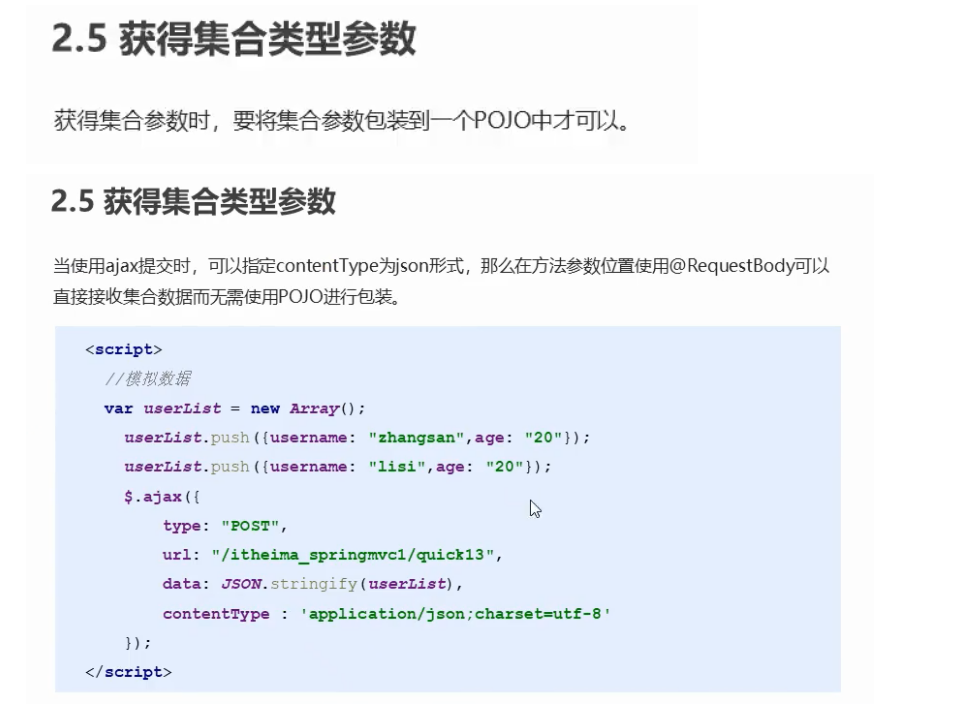 2.5 获得集合类型参数
获得集合参数时，要将集合参数包装到一个POJO中才可以。
2.5 获得集合类型参数
当使用ajax提交时，可以指定contentType为json形式，那么在方法参数位置使用@RequestBody可以
直接接收集合数据而无需使用POJO进行包装。
<script>
//模拟数据
var userList = new Array();
userList.push({username: "zhangsan",age: "20"});
userList.push({username: "lisi",age: "20"});
$.ajax({
type: "POST",
url: "/itheima_springmvc1/quick13",
data: JSON.stringify(userList),
contentType : 'application/json;charset=utf-8'
});
</script>